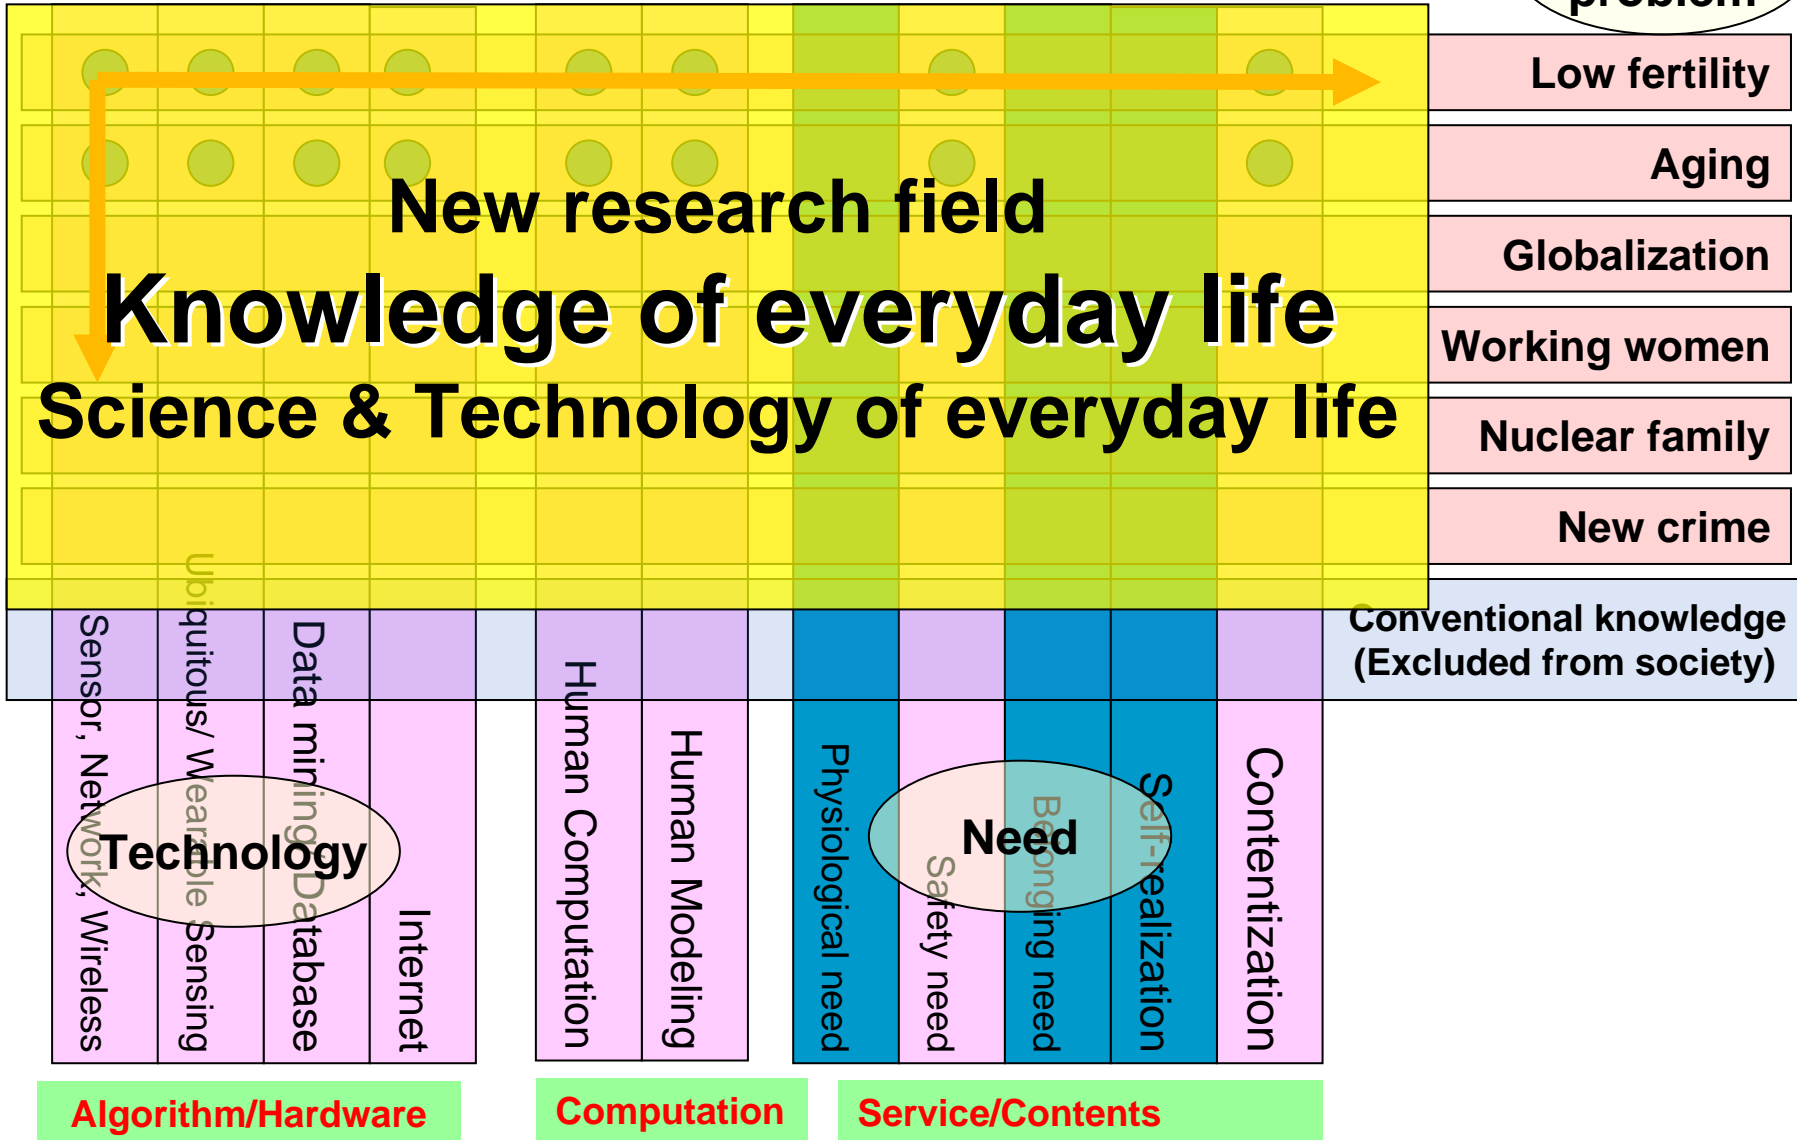 problem
Low fertility
Aging
New research field
Globalization
Knowledge of everyday life
Working women
Science & Technology of everyday life
Nuclear family
New crime
Conventional knowledge
(Excluded from society)
Sensor, Network, Wireless
Ubiquitous/ Wearable Sensing
Data mining/Database
Internet
Human Computation
Human Modeling
Physiological need
Safety need
Belonging need
Self-realization
Contentization
Technology
Need
Algorithm/Hardware
Computation
Service/Contents